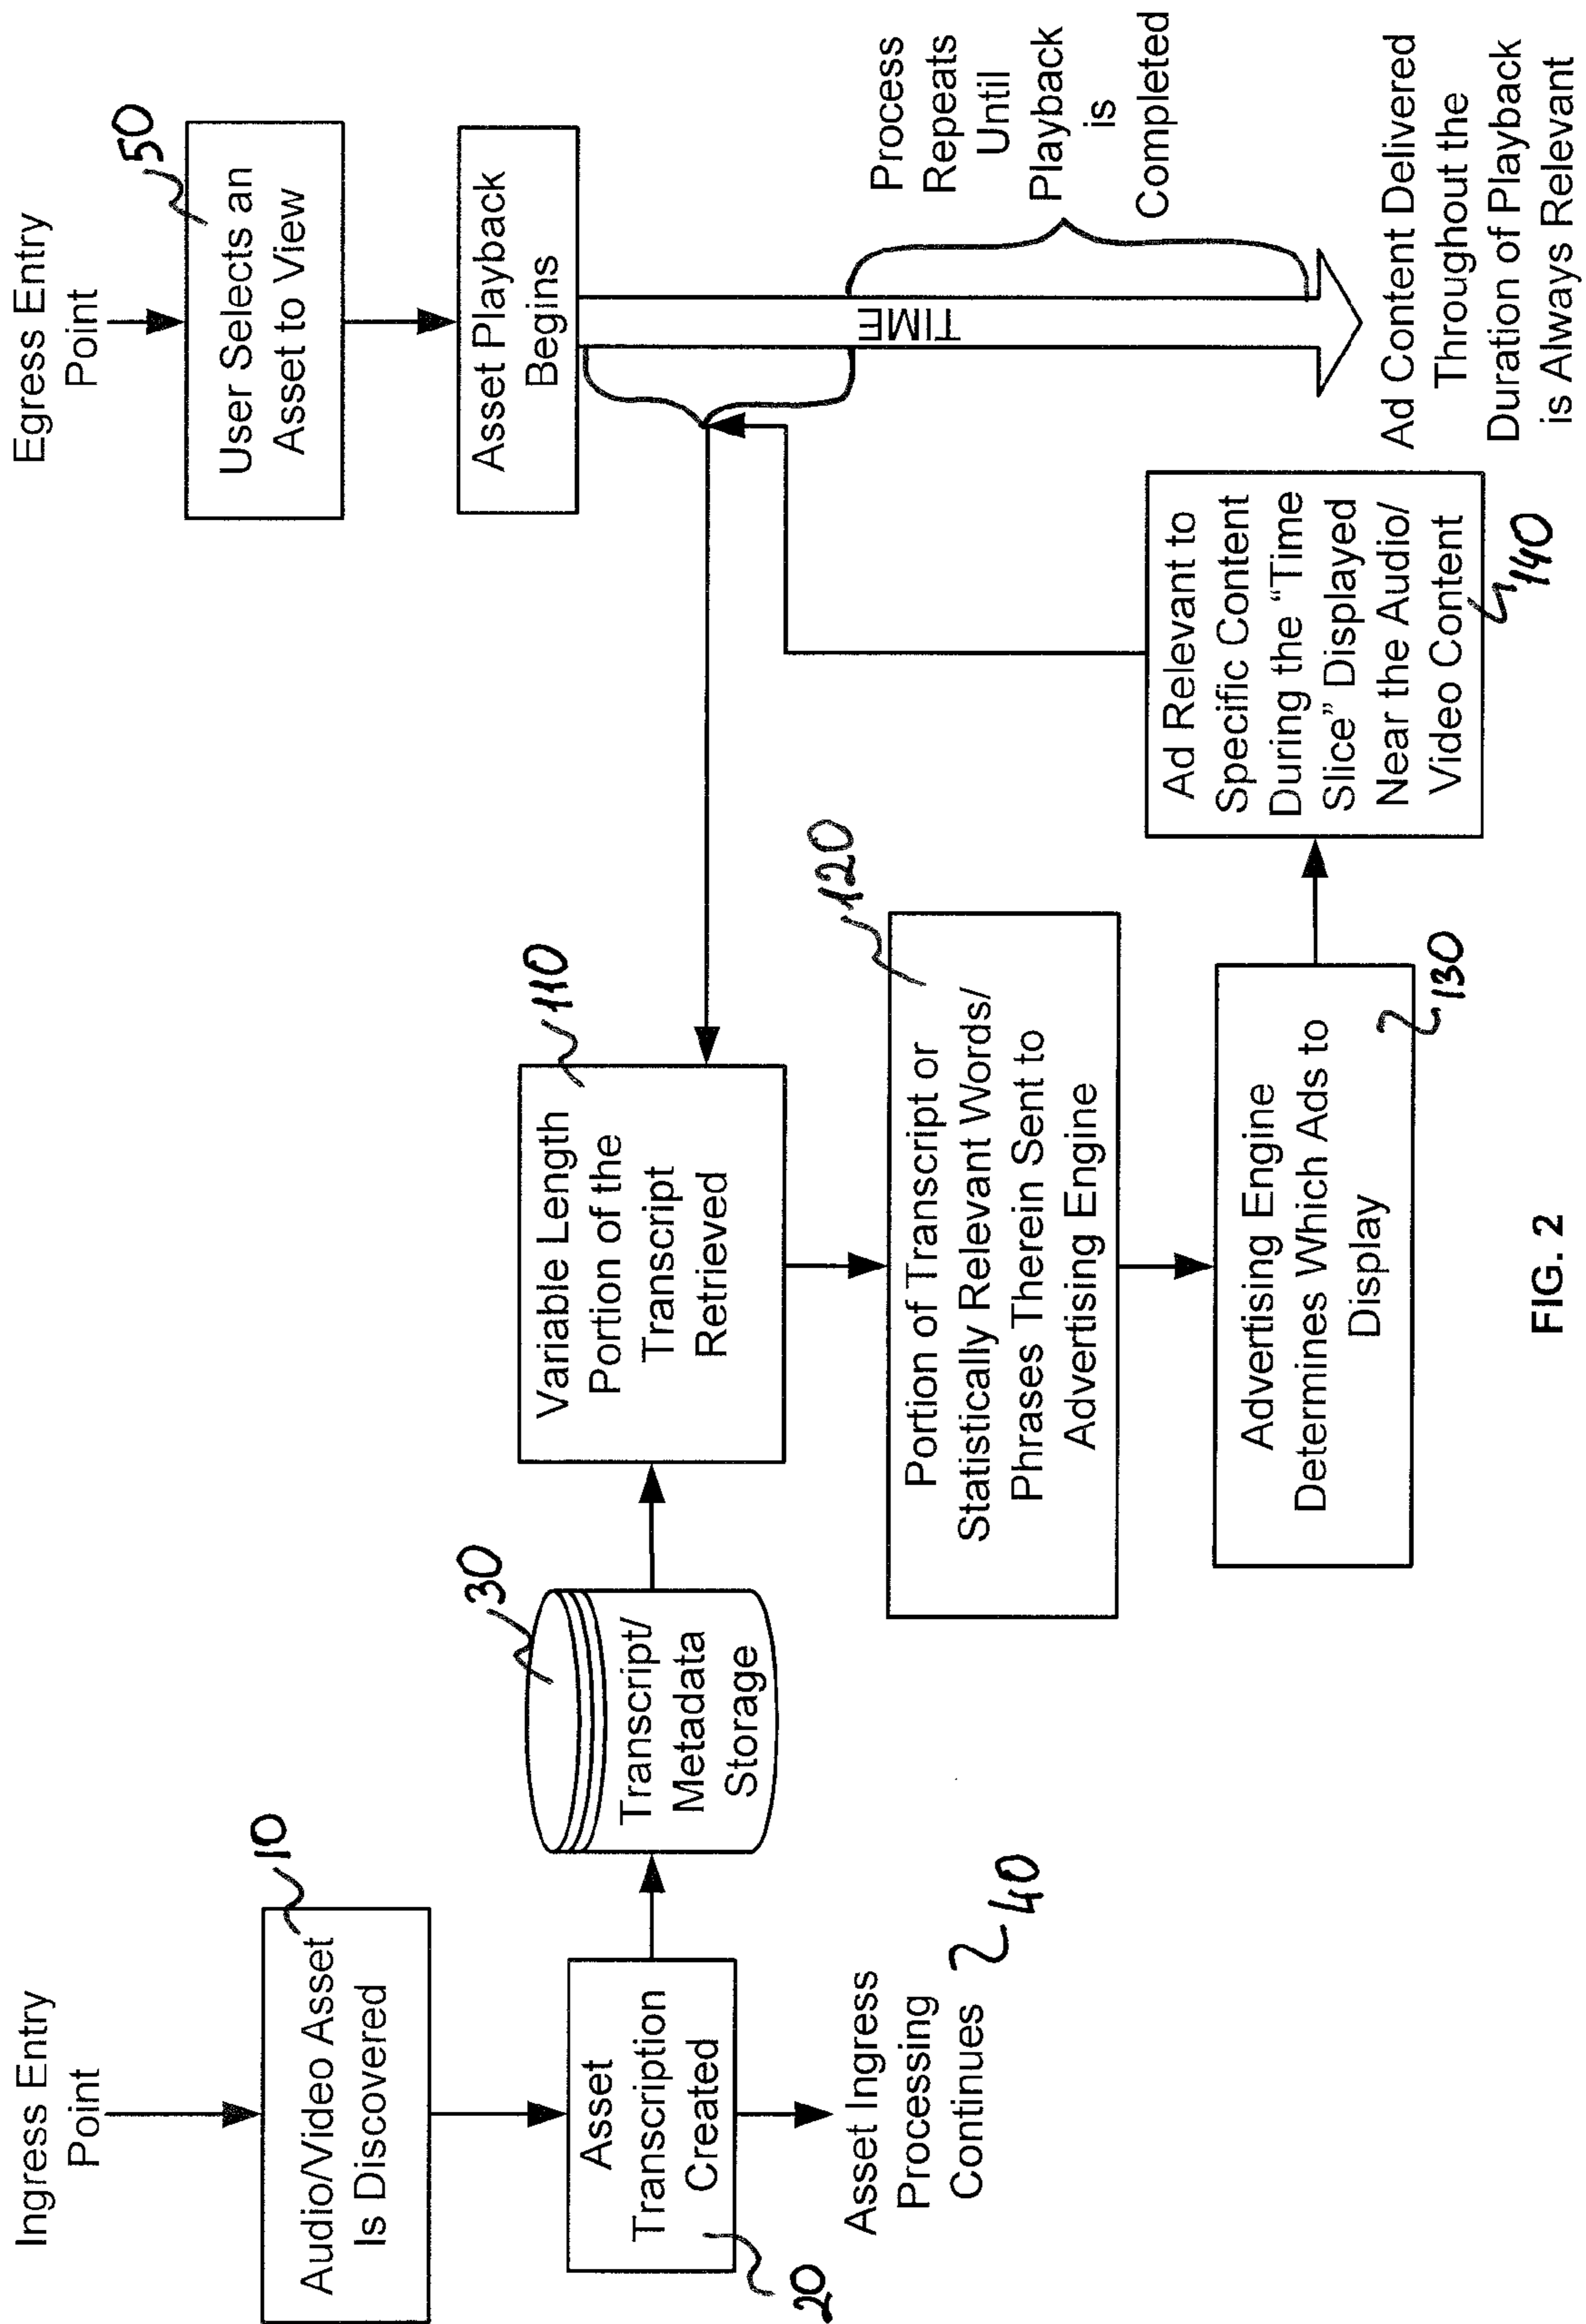 Ingress Entry
Point
10
Audio/Video Asset
Is Discovered
Asset
Transcription
Created
20
Asset Ingress
Processing
Continues
40
30
Transcript/
Metadata
Storage
110
Variable Length
Portion of the
Transcript
Retrieved
120
Portion of Transcript or
Statistically Relevant Words/
Phrases Therein Sent to
Advertising Engine
Advertising Engine
Determines Which Ads to
Display
130
Ad Relevant to
Specific Content
During the “Time
Slice” Displayed
Near the Audio/
Video Content
140
Egress Entry
Point
50
User Selects an
Asset to View
Asset Playback
Begins
TIME
Process
Repeats
Until
Playback
is
Completed
Ad Content Delivered
Throughout the
Duration of Playback
is Always Relevant
FIG. 2